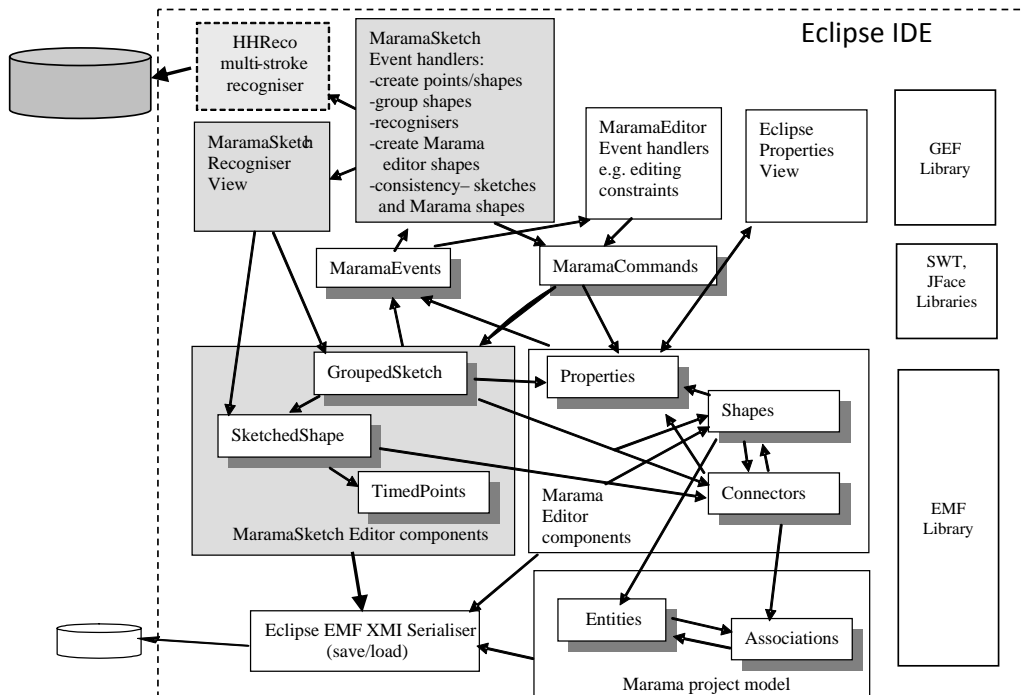 Eclipse IDE
HHReco
multi-stroke
recogniser
MaramaSketch
Event handlers:
-create points/shapes
-group shapes
-recognisers
-create Marama
editor shapes
-consistency– sketches
and Marama shapes
MaramaSketch
Recogniser
View
MaramaEditor
Event handlers
e.g. editing
constraints
Eclipse
Properties
View
GEF
Library
MaramaEvents
MaramaCommands
SWT,
JFace
Libraries
GroupedSketch
SketchedShape
TimedPoints
MaramaSketch Editor components
Properties
Shapes
Connectors
Marama
Editor
components
EMF
Library
Eclipse EMF XMI Serialiser
(save/load)
Entities
Associations
Marama project model